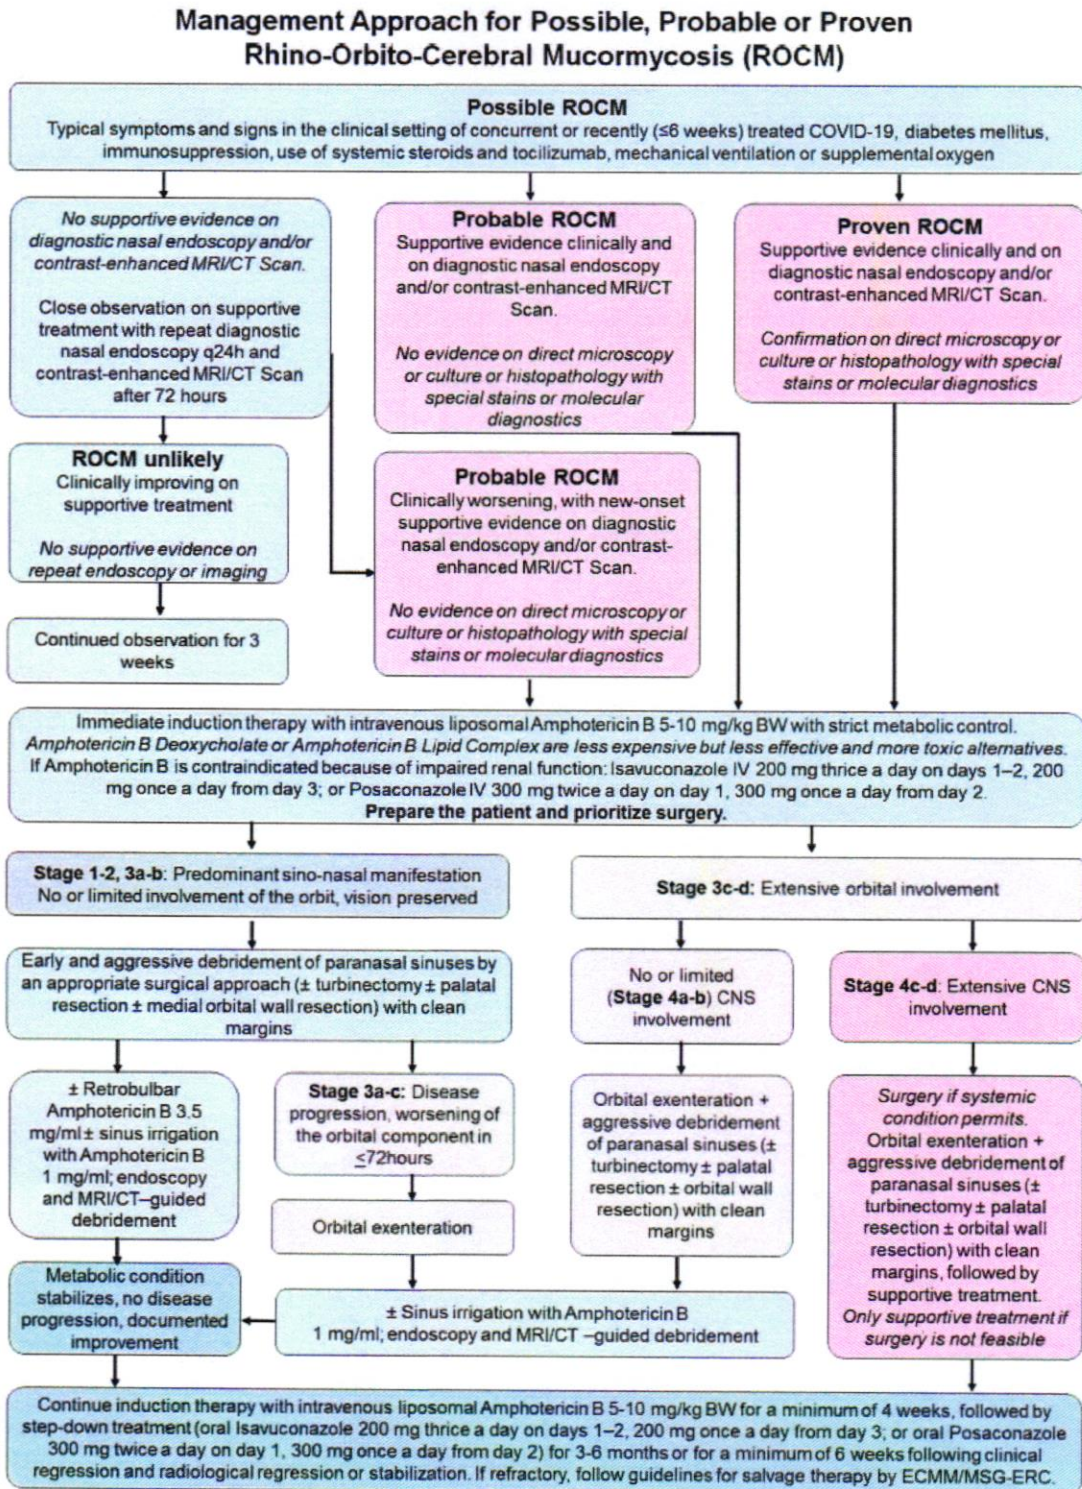 Management Approach for Possible, Probable or Proven
Rhino-Orbito-Cerebral Mucormycosis (ROCM)
Possible ROCM
Typical symptoms and signs in the clinical setting of concurrent or recently (≤6 weeks) treated COVID-19, diabetes mellitus,
immunosuppression, use of systemic steroids and tocilizumab, mechanical ventilation or supplemental oxygen
No supportive evidence on
diagnostic nasal endoscopy and/or
contrast-enhanced MRI/CT Scan.
Close observation on supportive
treatment with repeat diagnostic
nasal endoscopy q24h and
contrast-enhanced MRI/CT Scan
after 72 hours
Probable ROCM
Supportive evidence clinically and
on diagnostic nasal endoscopy
and/or contrast-enhanced MRI/CT
Scan.
No evidence on direct microscopy
or culture or histopathology with
special stains or molecular
diagnostics
Proven ROCM
Supportive evidence clinically and on
diagnostic nasal endoscopy and/or
contrast-enhanced MRI/CT Scan.
Confirmation on direct microscopy or
culture or histopathology with special
stains or molecular diagnostics
ROCM unlikely
Clinically improving on
supportive treatment
No supportive evidence on
repeat endoscopy or imaging
Probable ROCM
Clinically worsening, with new-onset
supportive evidence on diagnostic
nasal endoscopy and/or contrast-
enhanced MRI/CT Scan.
No evidence on direct microscopy or
culture or histopathology with special
stains or molecular diagnostics
Continued observation for 3
weeks
Immediate induction therapy with intravenous liposomal Amphotericin B 5-10 mg/kg BW with strict metabolic control.
Amphotericin B Deoxycholate or Amphotericin B Lipid Complex are less expensive but less effective and more toxic alternatives.
If Amphotericin B is contraindicated because of impaired renal function: Isavuconazole IV 200 mg thrice a day on days 1–2, 200
mg once a day from day 3; or Posaconazole IV 300 mg twice a day on day 1, 300 mg once a day from day 2.
Prepare the patient and prioritize surgery.
Stage 1-2, 3a-b: Predominant sino-nasal manifestation
No or limited involvement of the orbit, vision preserved
Stage 3c-d: Extensive orbital involvement
Early and aggressive debridement of paranasal sinuses by
an appropriate surgical approach (± turbinectomy ± palatal
resection ± medial orbital wall resection) with clean
margins
No or limited
(Stage 4a-b) CNS
involvement
Stage 4c-d: Extensive CNS
involvement
± Retrobulbar
Amphotericin B 3.5
mg/ml ± sinus irrigation
with Amphotericin B
1 mg/ml; endoscopy
and MRI/CT–guided
debridement
Stage 3a-c: Disease
progression, worsening of
the orbital component in
≤72hours
Orbital exenteration
Orbital exenteration +
aggressive debridement
of paranasal sinuses (±
turbinectomy ± palatal
resection ± orbital wall
resection) with clean
margins
Surgery if systemic
condition permits.
Orbital exenteration +
aggressive debridement of
paranasal sinuses (±
turbinectomy ± palatal
resection ± orbital wall
resection) with clean
margins, followed by
supportive treatment.
Only supportive treatment if
surgery is not feasible
Metabolic condition
stabilizes, no disease
progression, documented
improvement
± Sinus irrigation with Amphotericin B
1 mg/ml; endoscopy and MRI/CT –guided debridement
Continue induction therapy with intravenous liposomal Amphotericin B 5-10 mg/kg BW for a minimum of 4 weeks, followed by
step-down treatment (oral Isavuconazole 200 mg thrice a day on days 1–2, 200 mg once a day from day 3; or oral Posaconazole
300 mg twice a day on day 1, 300 mg once a day from day 2) for 3-6 months or for a minimum of 6 weeks following clinical
regression and radiological regression or stabilization. If refractory, follow guidelines for salvage therapy by ECMM/MSG-ERC.